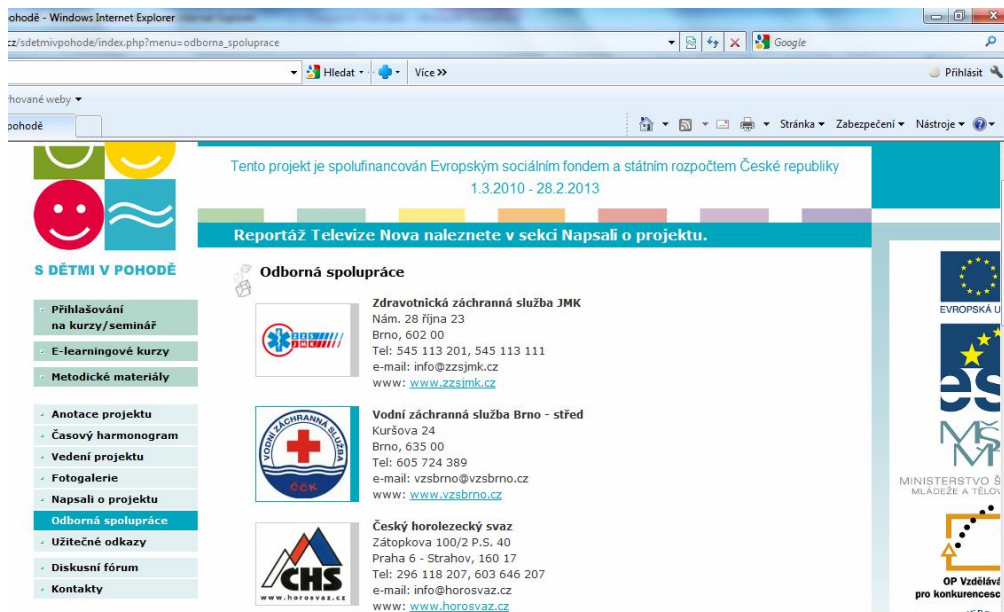 ohodě - Windows Internet Explorer
cz/sdetmivpohode/index.php?menu=odborna_spoluprace
Google
Hledat
Více >>
Přihlásit
hované weby
pohodě
Stránka
Zabezpečení
Nástroje
Tento projekt je spolufinancován Evropským sociálním fondem a státním rozpočtem České republiky
1.3.2010 - 28.2.2013
Reportáž Televize Nova naleznete v sekci Napsali o projektu.
S DĚTMI V POHODĚ
Přihlašování
na kurzy/seminář
E-learningové kurzy
Metodické materiály
Anotace projektu
Časový harmonogram
Vedení projektu
Fotogalerie
Napsali o projektu
Odborná spolupráce
Užitečné odkazy
Diskusní fórum
Kontakty
Odborná spolupráce
ZZS
JMK
Zdravotnická záchranná služba JMK
Nám. 28 října 23
Brno, 602 00
Tel: 545 113 201, 545 113 111
e-mail: info@zzsjmk.cz
www: www.zzsjmk.cz
VODNÍ ZÁCHRANNÁ SLUŽBA
ČČK
Vodní záchranná služba Brno - střed
Kuršova 24
Brno, 635 00
Tel: 605 724 389
e-mail: vzsbrno@vzsbrno.cz
www: www.vzsbrno.cz
CHS
www.horosvaz.cz
Český horolezecký svaz
Zátopkova 100/2 P.S. 40
Praha 6 - Strahov, 160 17
Tel: 296 118 207, 603 646 207
e-mail: info@horosvaz.cz
www: www.horosvaz.cz
EVROPSKÁ U
es
MŠ
MT
MINISTERSTVO Š
MLÁDEŽE A TĚLOV
OP Vzděláva
pro konkurencesc